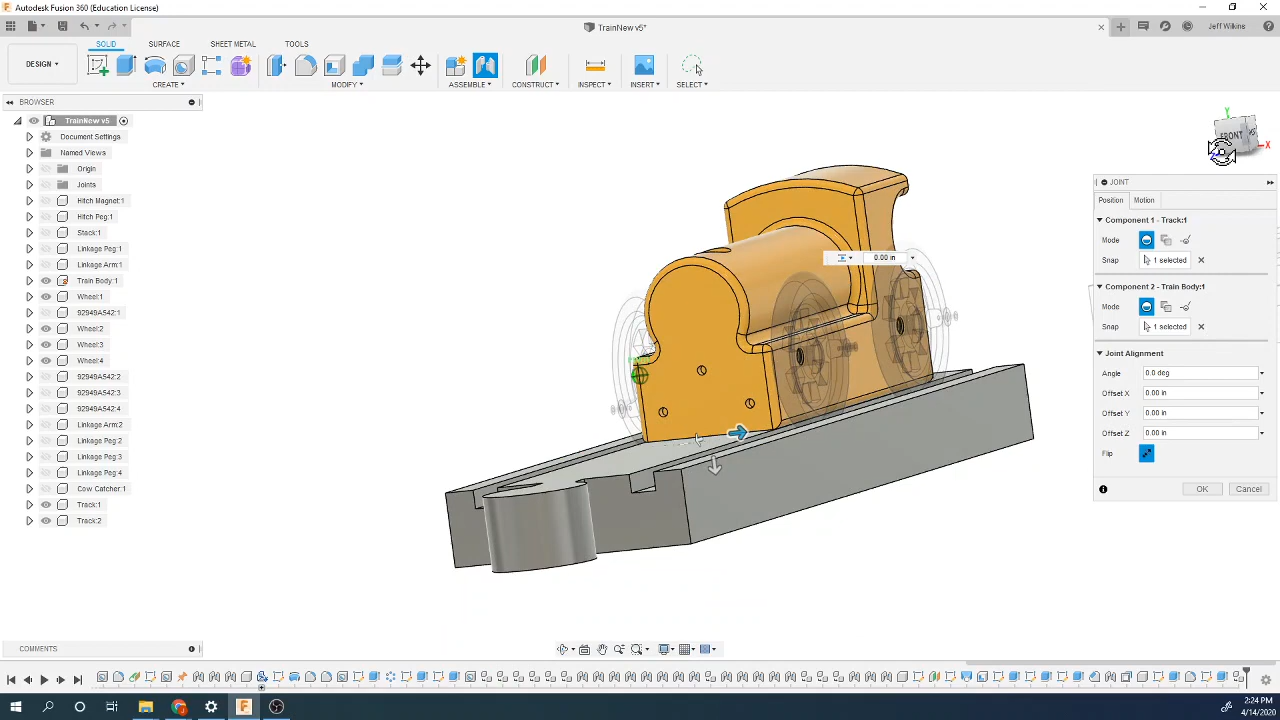 Autodesk Fusion 360 (Education License)
TrainNew v5*
Jeff Wilkins
SOLID SURFACE SHEET METAL TOOLS
DESIGN
CREATE MODIFY ASSEMBLE CONSTRUCT INSPECT INSERT SELECT
BROWSER
TrainNew v5
Document Settings
Named Views
Origin
Joints
Hitch Magnet:1
Hitch Peg:1
Stack:1
Linkage Peg:1
Linkage Arm:1
Train Body:1
Wheel:1
92949A542:1
Wheel:2
Wheel:3
Wheel:4
92949A542:2
92949A542:3
92949A542:4
Linkage Arm:2
Linkage Peg:2
Linkage Peg:3
Linkage Peg:4
Cow Catcher:1
Track:1
Track:2
Y
FRONT
X
0.00 in
JOINT
Position Motion
Component 1 - Track:1
Mode
Snap 1 selected
Component 2 - Train Body:1
Mode
Snap 1 selected
Joint Alignment
Angle 0.0 deg
Offset X 0.00 in
Offset Y 0.00 in
Offset Z 0.00 in
Flip
OK Cancel
COMMENTS
2:24 PM
4/14/2020